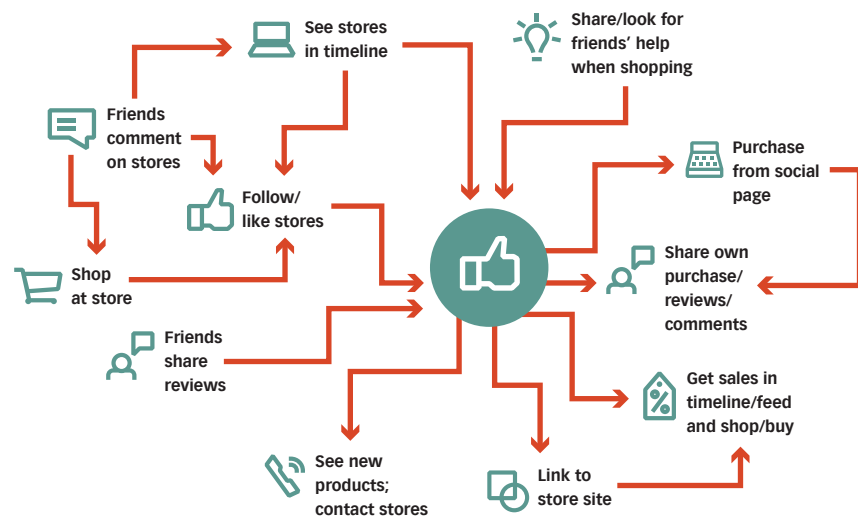 See stores
in timeline
Share/look for
friends’ help
when shopping
Friends
comment
on stores
Purchase
from social
page
Follow/
like stores
Shop
at store
Share own
purchase/
reviews/
comments
Friends
share
reviews
Get sales in
timeline/feed
and shop/buy
See new
products;
contact stores
Link to
store site